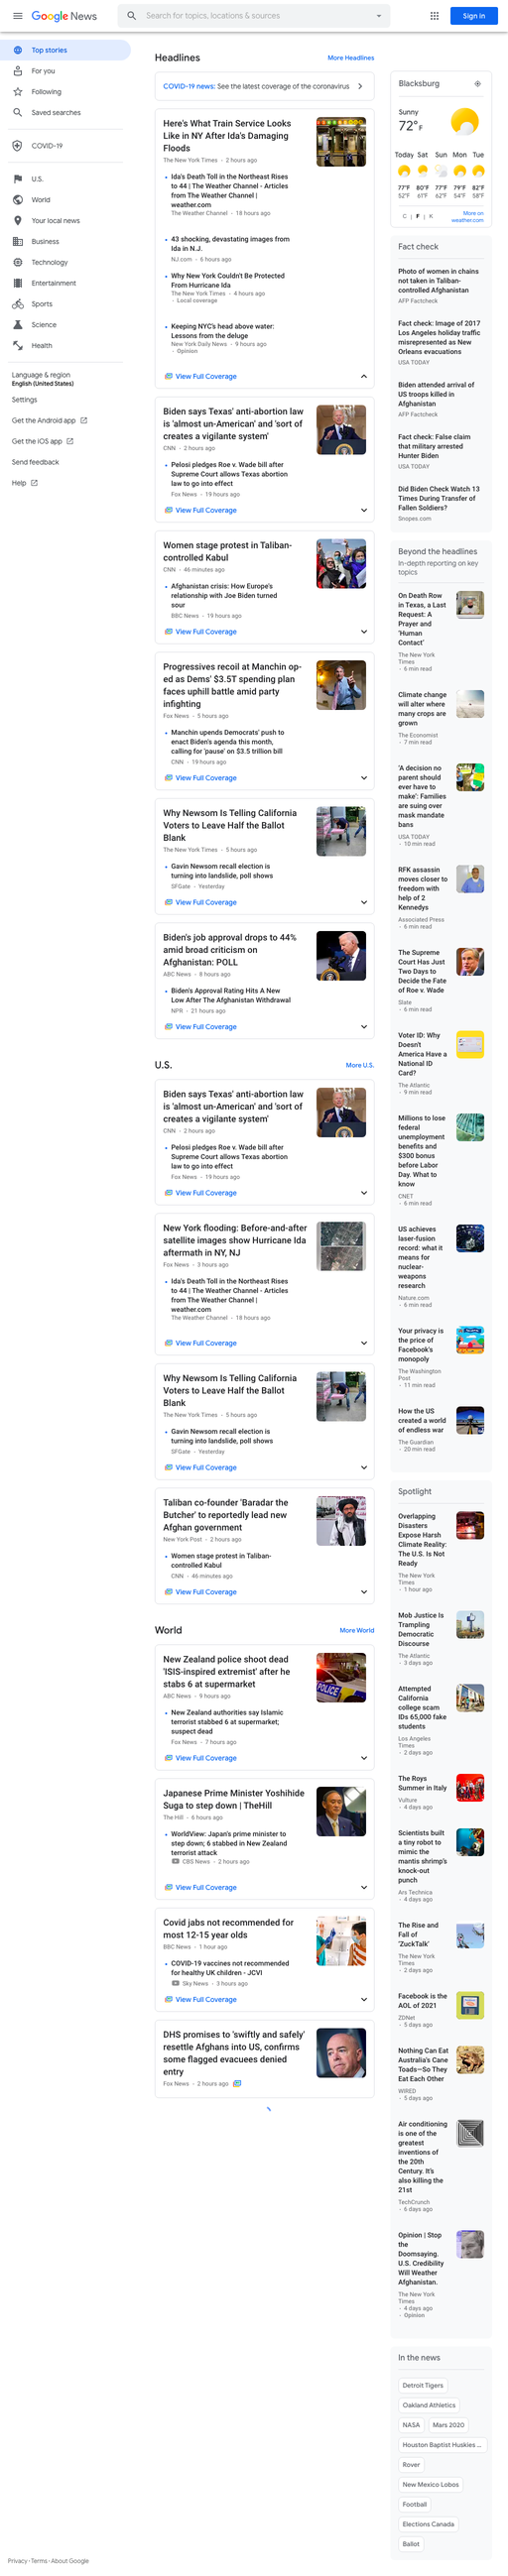 Google News
Search for topics, locations & sources
Sign in
Top stories
For you
Following
Saved searches
COVID-19
U.S.
World
Your local news
Business
Technology
Entertainment
Sports
Science
Health
Language & region
English (United States)
Settings
Get the Android app
Get the iOS app
Send feedback
Help
Headlines
More Headlines
COVID-19 news: See the latest coverage of the coronavirus
Here's What Train Service Looks
Like in NY After Ida's Damaging
Floods
The New York Times · 2 hours ago
Ida's Death Toll in the Northeast Rises
to 44 | The Weather Channel - Articles
from The Weather Channel |
weather.com
The Weather Channel · 18 hours ago
43 shocking, devastating images from
Ida in N.J.
NJ.com · 6 hours ago
Why New York Couldn't Be Protected
From Hurricane Ida
The New York Times · 4 hours ago
· Local coverage
Keeping NYC's head above water:
Lessons from the deluge
New York Daily News · 9 hours ago
· Opinion
View Full Coverage
Biden says Texas' anti-abortion law
is 'almost un-American' and 'sort of
creates a vigilante system'
CNN · 2 hours ago
Pelosi pledges Roe v. Wade bill after
Supreme Court allows Texas abortion
law to go into effect
Fox News · 19 hours ago
View Full Coverage
Women stage protest in Taliban-
controlled Kabul
CNN · 46 minutes ago
Afghanistan crisis: How Europe's
relationship with Joe Biden turned
sour
BBC News · 19 hours ago
View Full Coverage
Progressives recoil at Manchin op-
ed as Dems' $3.5T spending plan
faces uphill battle amid party
infighting
Fox News · 5 hours ago
Manchin upends Democrats' push to
enact Biden's agenda this month,
calling for 'pause' on $3.5 trillion bill
CNN · 19 hours ago
View Full Coverage
Why Newsom Is Telling California
Voters to Leave Half the Ballot
Blank
The New York Times · 5 hours ago
Gavin Newsom recall election is
turning into landslide, poll shows
SFGate · Yesterday
View Full Coverage
Biden's job approval drops to 44%
amid broad criticism on
Afghanistan: POLL
ABC News · 8 hours ago
Biden's Approval Rating Hits A New
Low After The Afghanistan Withdrawal
NPR · 21 hours ago
View Full Coverage
U.S.
More U.S.
Biden says Texas' anti-abortion law
is 'almost un-American' and 'sort of
creates a vigilante system'
CNN · 2 hours ago
Pelosi pledges Roe v. Wade bill after
Supreme Court allows Texas abortion
law to go into effect
Fox News · 19 hours ago
View Full Coverage
New York flooding: Before-and-after
satellite images show Hurricane Ida
aftermath in NY, NJ
Fox News · 3 hours ago
Ida's Death Toll in the Northeast Rises
to 44 | The Weather Channel - Articles
from The Weather Channel |
weather.com
The Weather Channel · 18 hours ago
View Full Coverage
Why Newsom Is Telling California
Voters to Leave Half the Ballot
Blank
The New York Times · 5 hours ago
Gavin Newsom recall election is
turning into landslide, poll shows
SFGate · Yesterday
View Full Coverage
Taliban co-founder 'Baradar the
Butcher' to reportedly lead new
Afghan government
New York Post · 2 hours ago
Women stage protest in Taliban-
controlled Kabul
CNN · 46 minutes ago
View Full Coverage
World
More World
New Zealand police shoot dead
'ISIS-inspired extremist' after he
stabs 6 at supermarket
ABC News · 9 hours ago
POLICE
New Zealand authorities say Islamic
terrorist stabbed 6 at supermarket;
suspect dead
Fox News · 7 hours ago
View Full Coverage
Japanese Prime Minister Yoshihide
Suga to step down | TheHill
The Hill · 6 hours ago
WorldView: Japan's prime minister to
step down; 6 stabbed in New Zealand
terrorist attack
CBS News · 2 hours ago
View Full Coverage
Covid jabs not recommended for
most 12-15 year olds
BBC News · 1 hour ago
COVID-19 vaccines not recommended
for healthy UK children - JCVI
Sky News · 3 hours ago
View Full Coverage
DHS promises to 'swiftly and safely'
resettle Afghans into US, confirms
some flagged evacuees denied
entry
Fox News · 2 hours ago
Blacksburg
Sunny
72°F
Today Sat Sun Mon Tue
77°F 80°F 77°F 79°F 82°F
52°F 61°F 62°F 54°F 58°F
C | F | K
More on
weather.com
Fact check
Photo of women in chains
not taken in Taliban-
controlled Afghanistan
AFP Factcheck
Fact check: Image of 2017
Los Angeles holiday traffic
misrepresented as New
Orleans evacuations
USA TODAY
Biden attended arrival of
US troops killed in
Afghanistan
AFP Factcheck
Fact check: False claim
that military arrested
Hunter Biden
USA TODAY
Did Biden Check Watch 13
Times During Transfer of
Fallen Soldiers?
Snopes.com
Beyond the headlines
In-depth reporting on key
topics
On Death Row
in Texas, a Last
Request: A
Prayer and
'Human
Contact'
The New York
Times
· 6 min read
Climate change
will alter where
many crops are
grown
The Economist
· 7 min read
'A decision no
parent should
ever have to
make': Families
are suing over
mask mandate
bans
USA TODAY
· 10 min read
RFK assassin
moves closer to
freedom with
help of 2
Kennedys
Associated Press
· 6 min read
The Supreme
Court Has Just
Two Days to
Decide the Fate
of Roe v. Wade
Slate
· 6 min read
Voter ID: Why
Doesn't
America Have a
National ID
Card?
The Atlantic
· 9 min read
Millions to lose
federal
unemployment
benefits and
$300 bonus
before Labor
Day. What to
know
CNET
· 6 min read
US achieves
laser-fusion
record: what it
means for
nuclear-
weapons
research
Nature.com
· 6 min read
Your privacy is
the price of
Facebook's
monopoly
The Washington
Post
· 11 min read
How the US
created a world
of endless war
The Guardian
· 20 min read
Spotlight
Overlapping
Disasters
Expose Harsh
Climate Reality:
The U.S. Is Not
Ready
The New York
Times
· 1 hour ago
Mob Justice Is
Trampling
Democratic
Discourse
The Atlantic
· 3 days ago
Attempted
California
college scam
IDs 65,000 fake
students
Los Angeles
Times
· 2 days ago
The Roys
Summer in Italy
Vulture
· 4 days ago
Scientists built
a tiny robot to
mimic the
mantis shrimp's
knock-out
punch
Ars Technica
· 4 days ago
The Rise and
Fall of
'ZuckTalk'
The New York
Times
· 2 days ago
Facebook is the
AOL of 2021
ZDNet
· 5 days ago
Nothing Can Eat
Australia's Cane
Toads—So They
Eat Each Other
WIRED
· 5 days ago
Air conditioning
is one of the
greatest
inventions of
the 20th
Century. It's
also killing the
21st
TechCrunch
· 6 days ago
Opinion | Stop
the
Doomsaying.
U.S. Credibility
Will Weather
Afghanistan.
The New York
Times
· 4 days ago
· Opinion
In the news
Detroit Tigers
Oakland Athletics
NASA
Mars 2020
Houston Baptist Huskies ...
Rover
New Mexico Lobos
Football
Elections Canada
Ballot
Privacy · Terms · About Google